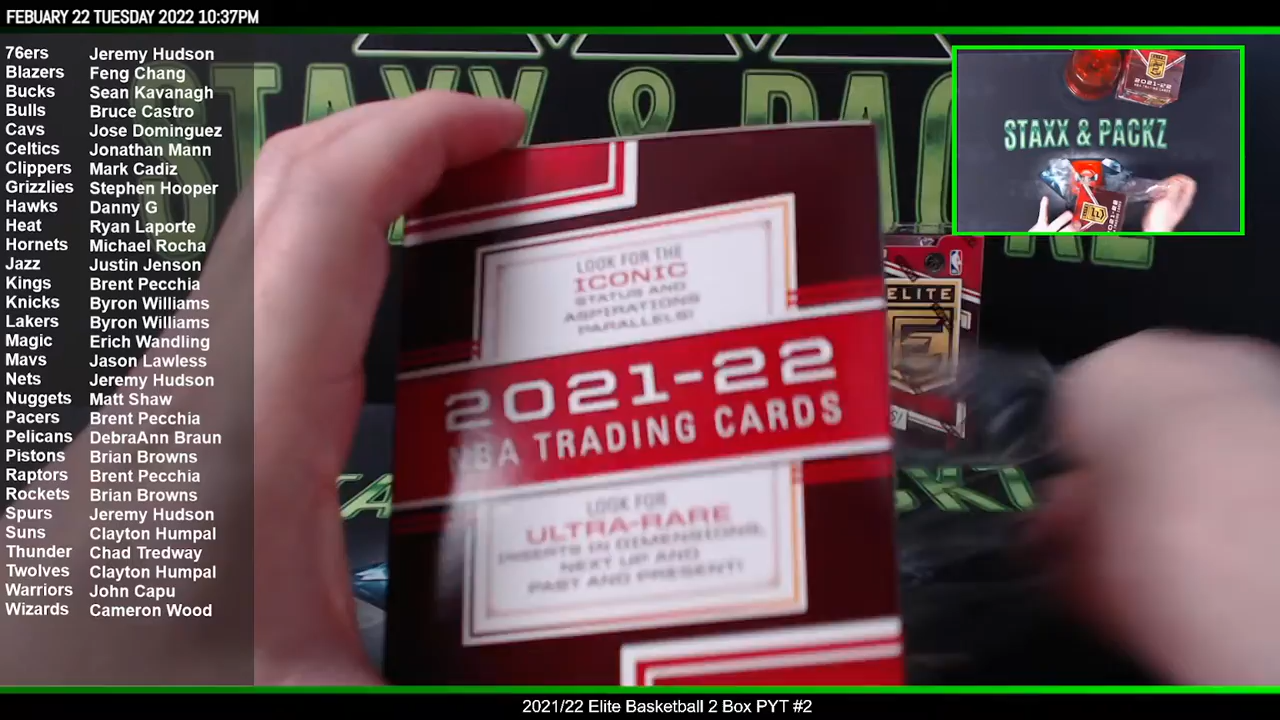 FEBUARY 22 TUESDAY 2022 10:37PM
76ers Jeremy Hudson
Blazers Feng Chang
Bucks Sean Kavanagh
Bulls Bruce Castro
Cavs Jose Dominguez
Celtics Jonathan Mann
Clippers Mark Cadiz
Grizzlies Stephen Hooper
Hawks Danny G
Heat Ryan Laporte
Hornets Michael Rocha
Jazz Justin Jenson
Kings Brent Pecchia
Knicks Byron Williams
Lakers Byron Williams
Magic Erich Wandling
Mavs Jason Lawless
Nets Jeremy Hudson
Nuggets Matt Shaw
Pacers Brent Pecchia
Pelicans DebraAnn Braun
Pistons Brian Browns
Raptors Brent Pecchia
Rockets Brian Browns
Spurs Jeremy Hudson
Suns Clayton Humpal
Thunder Chad Tredway
Twolves Clayton Humpal
Warriors John Capu
Wizards Cameron Wood
STAXX & PACKZ
LOOK FOR THE
ICONIC
STATUS AND
ASPIRATIONS
PARALLELS!
2021-22
NBA TRADING CARDS
LOOK FOR
ULTRA-RARE
INSERTS IN DIMENSIONS,
NEXT UP AND
PAST AND PRESENT!
ELITE
2021-22
STAXX & PACKZ
2021-22
2021/22 Elite Basketball 2 Box PYT #2